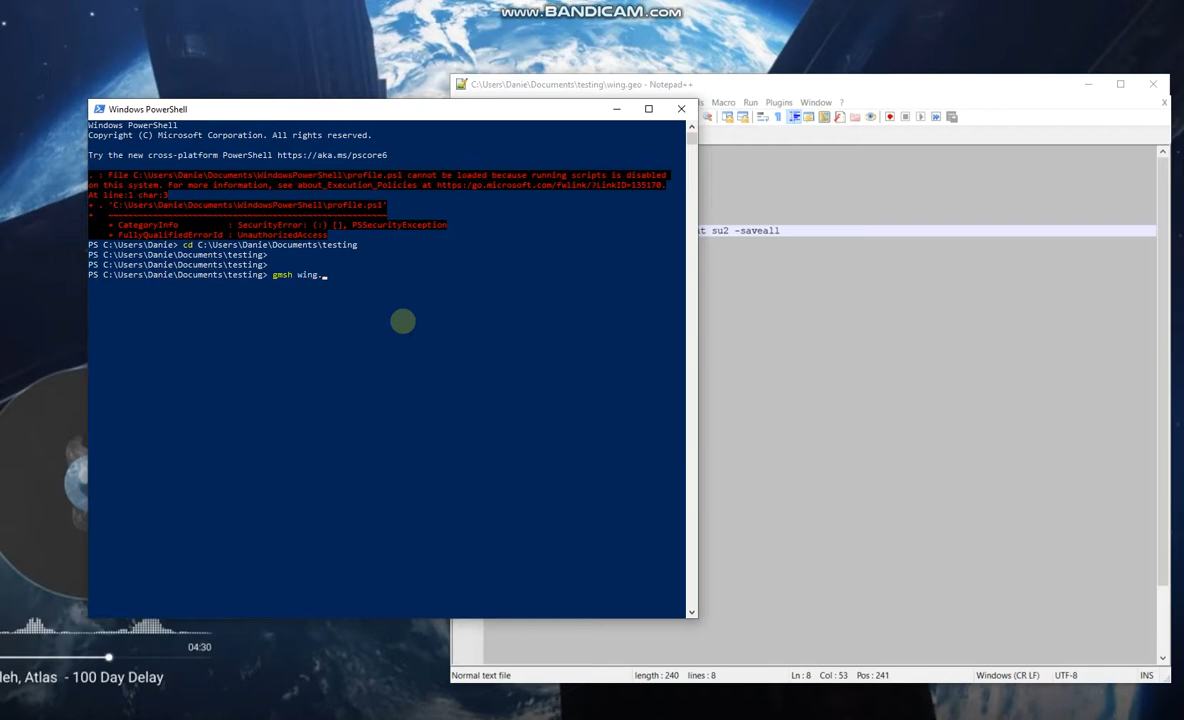 www.BANDICAM.com
C:\Users\Danie\Documents\testing\wing.geo - Notepad++
Macro Run Plugins Window ?
X
Windows PowerShell
Windows PowerShell
Copyright (C) Microsoft Corporation. All rights reserved.
Try the new cross-platform PowerShell https://aka.ms/pscore6
. : File C:\Users\Danie\Documents\WindowsPowerShell\profile.ps1 cannot be loaded because running scripts is disabled
on this system. For more information, see about_Execution_Policies at https:/go.microsoft.com/fwlink/?LinkID=135170.
At line:1 char:3
+ . 'C:\Users\Danie\Documents\WindowsPowerShell\profile.ps1'
+ ~~~~~~~~~~~~~~~~~~~~~~~~~~~~~~~~~~~~~~~~~~~~~~~~~~~~~~~~
+ CategoryInfo : SecurityError: (:) [], PSSecurityException
+ FullyQualifiedErrorId : UnauthorizedAccess
PS C:\Users\Danie> cd C:\Users\Danie\Documents\testing
PS C:\Users\Danie\Documents\testing>
PS C:\Users\Danie\Documents\testing>
PS C:\Users\Danie\Documents\testing> gmsh wing._
su2 -saveall
04:30
Atlas - 100 Day Delay
Normal text file length : 240 lines : 8 Ln : 8 Col : 53 Pos : 241 Windows (CR LF) UTF-8 INS